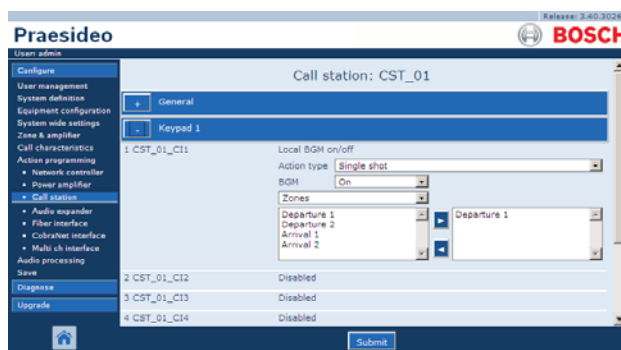 Release: 3.40.3026
Praesideo
BOSCH
User: admin
Configure
User management
System definition
Equipment configuration
System wide settings
Zone & amplifier
Call characteristics
Action programming
Network controller
Power amplifier
Call station
Audio expander
Fiber interface
CobraNet interface
Multi ch interface
Audio processing
Save
Diagnose
Upgrade
Call station: CST_01
+ General
- Keypad 1
1 CST_01_CI1 Local BGM on/off
Action type Single shot
BGM On
Zones
Departure 1
Departure 2
Arrival 1
Arrival 2
Departure 1
2 CST_01_CI2 Disabled
3 CST_01_CI3 Disabled
4 CST_01_CI4 Disabled
Submit